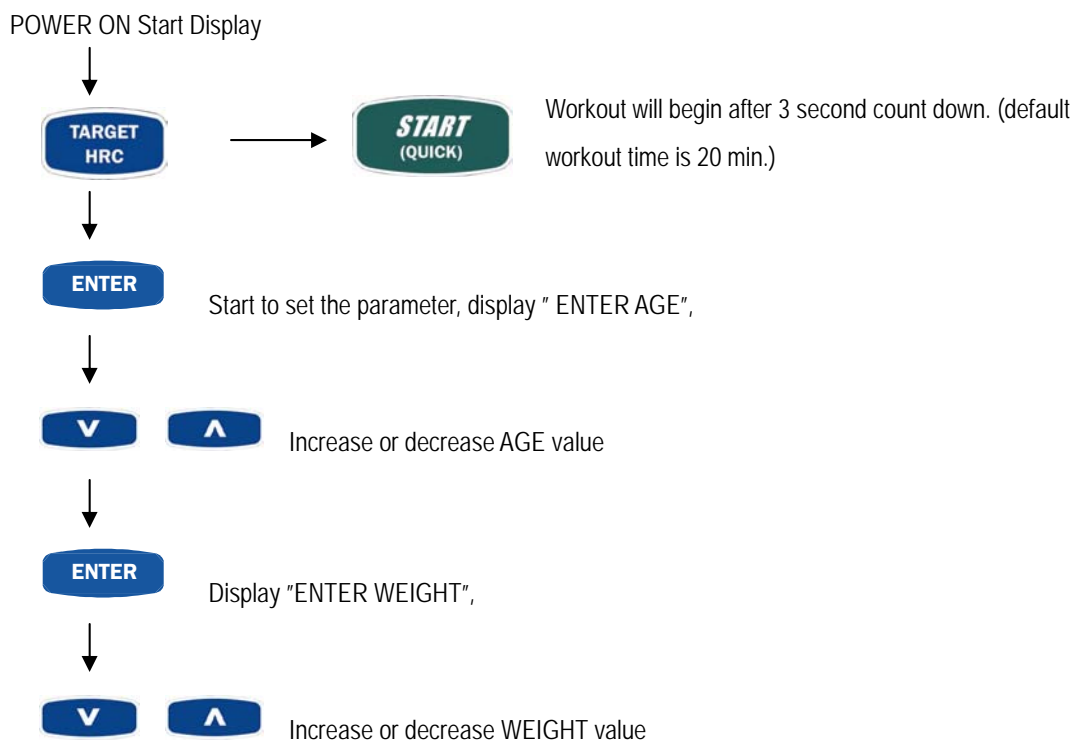 POWER ON Start Display
TARGET
HRC
START
(QUICK)
Workout will begin after 3 second count down. (default
workout time is 20 min.)
ENTER
Start to set the parameter, display " ENTER AGE",
V Λ Increase or decrease AGE value
ENTER
Display "ENTER WEIGHT",
V Λ Increase or decrease WEIGHT value